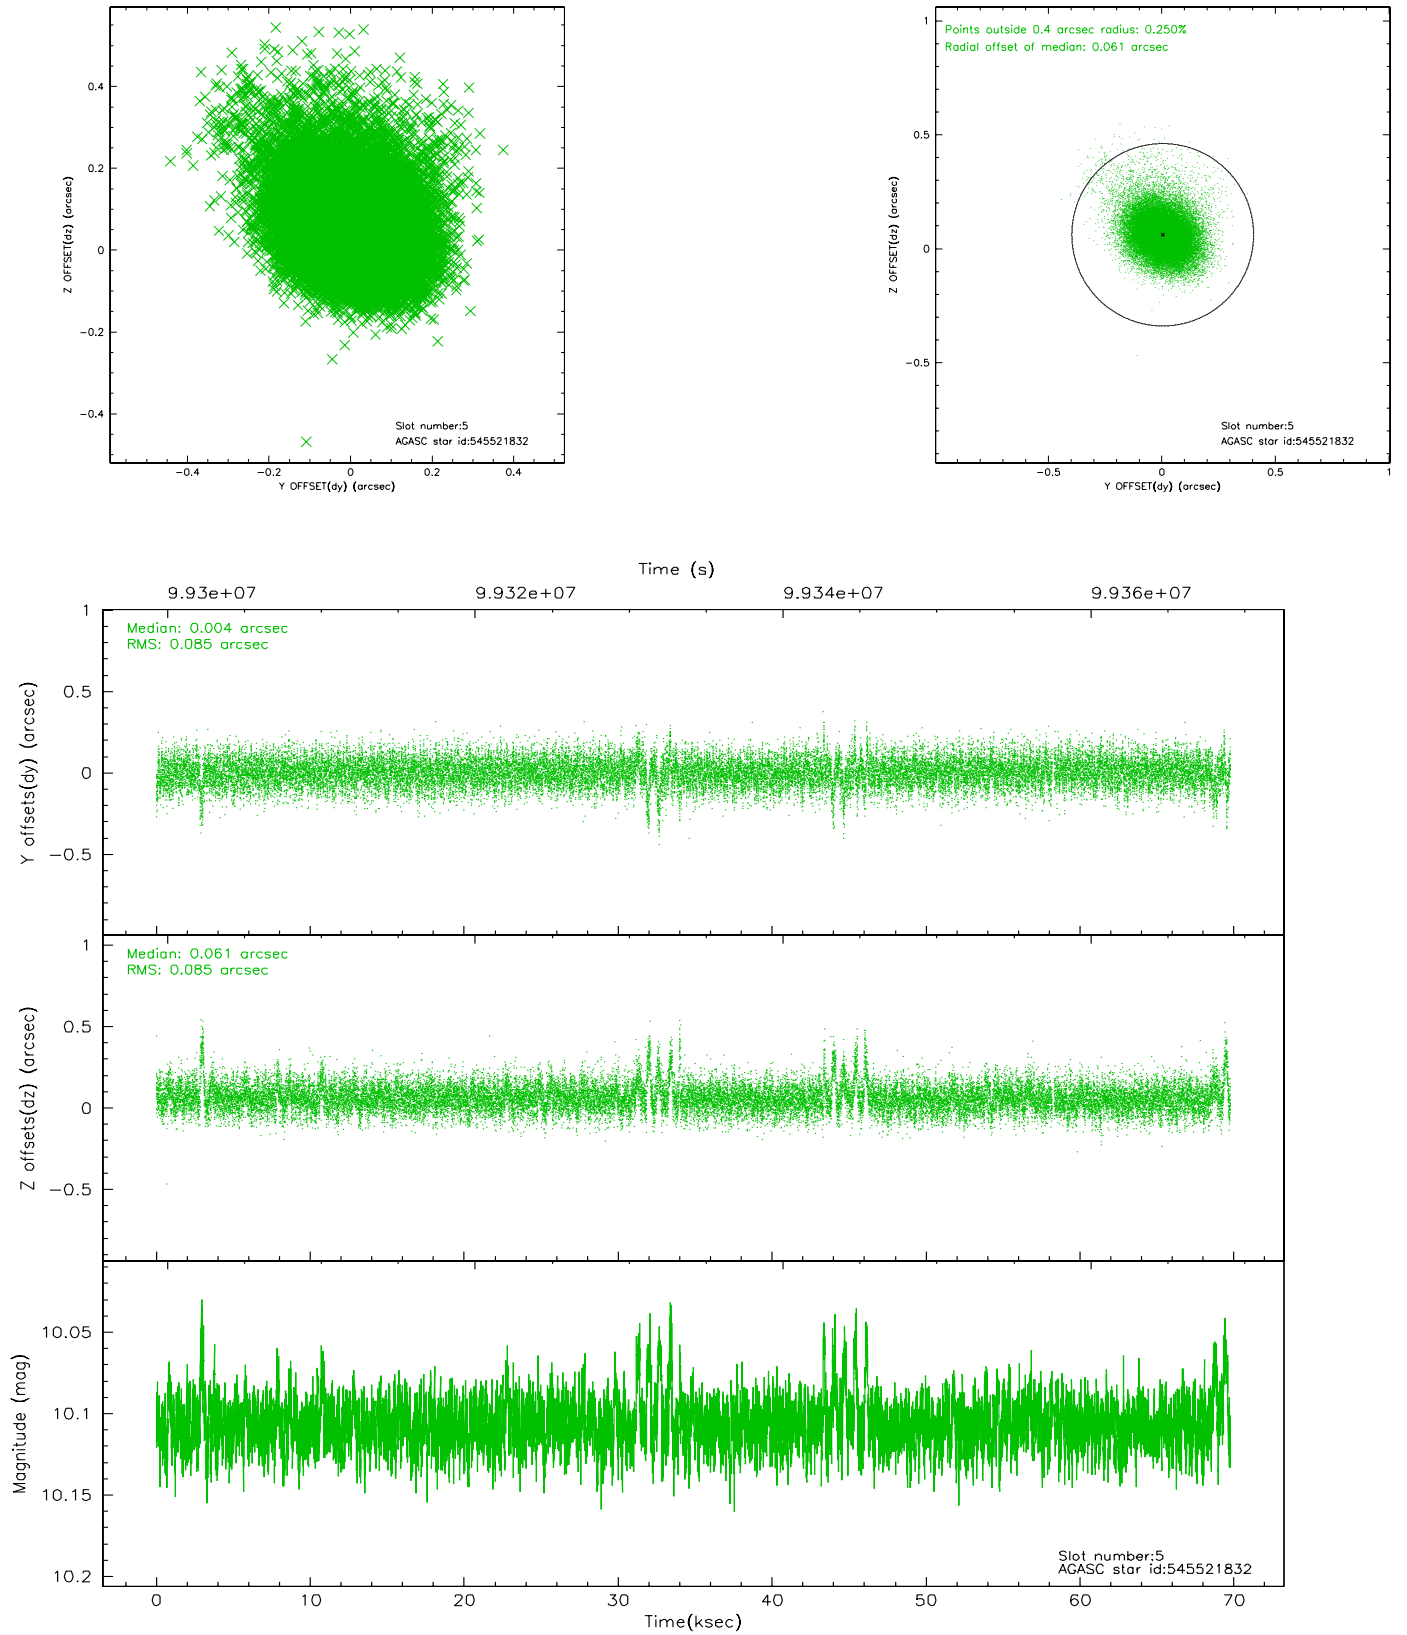 Z OFFSET(dz) (arcsec)
0.4
0.2
0
−0.2
−0.4
−0.4
−0.2
0
0.2
0.4
Y OFFSET(dy) (arcsec)
Slot number:5
AGASC star id:545521832
Points outside 0.4 arcsec radius: 0.250%
Radial offset of median: 0.061 arcsec
Z OFFSET(dz) (arcsec)
1
0.5
0
−0.5
−0.5
0
0.5
1
Y OFFSET(dy) (arcsec)
Slot number:5
AGASC star id:545521832
Time (s)
9.93e+07
9.932e+07
9.934e+07
9.936e+07
Median: 0.004 arcsec
RMS: 0.085 arcsec
Y offsets(dy) (arcsec)
1
0.5
0
−0.5
Median: 0.061 arcsec
RMS: 0.085 arcsec
Z offsets(dz) (arcsec)
1
0.5
0
−0.5
Magnitude (mag)
10.05
10.1
10.15
10.2
Slot number:5
AGASC star id:545521832
0
10
20
30
40
50
60
70
Time(ksec)